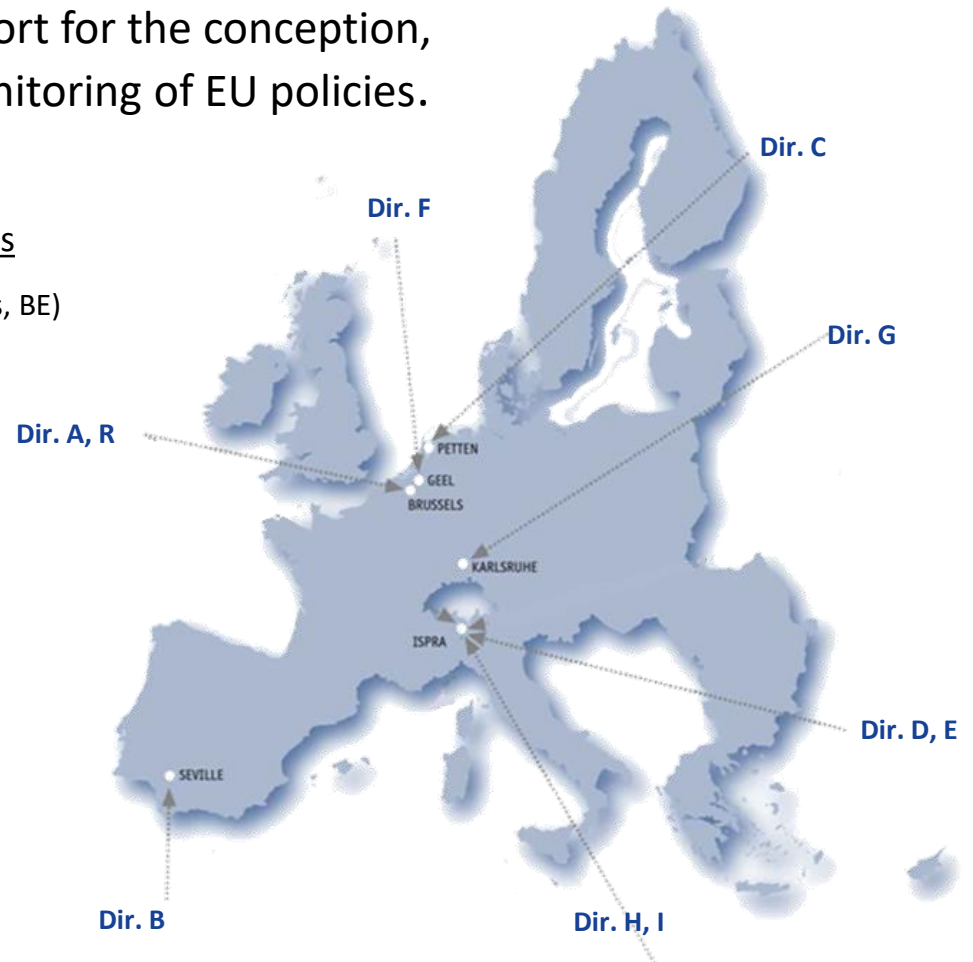 ort for the conception,
nitoring of EU policies.
Dir. C
Dir. F
s
s, BE)
Dir. G
Dir. A, R
PETTEN
GEEL
BRUSSELS
KARLSRUHE
ISPRA
Dir. D, E
SEVILLE
Dir. B
Dir. H, I